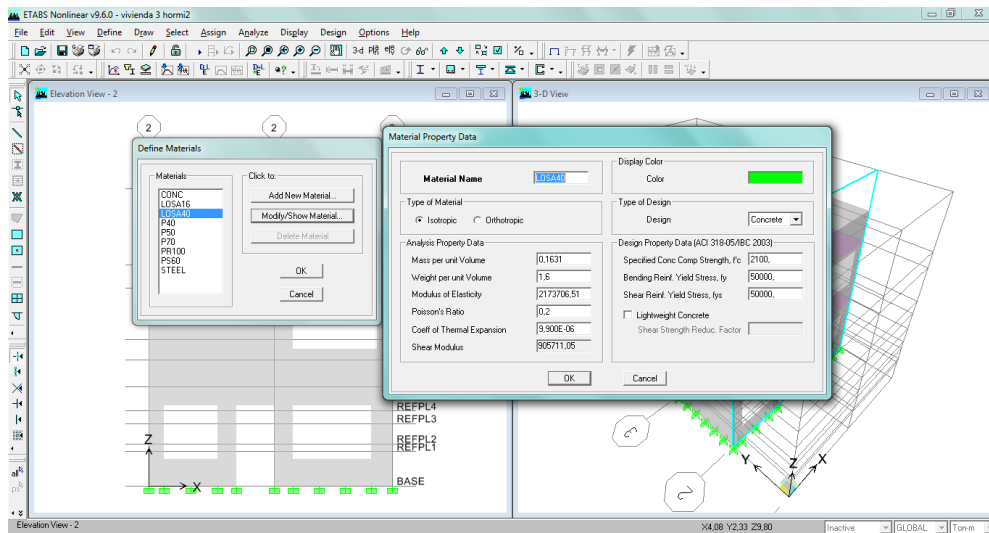 ETABS Nonlinear v9.6.0 - vivienda 3 hormi2
File Edit View Define Draw Select Assign Analyze Display Design Options Help
3-d
Elevation View - 2
3-D View
2 2
Define Materials
Materials
CONC
LOSA16
LOSA40
P40
P50
P70
PR100
PS60
STEEL
Click to:
Add New Material...
Modify/Show Material...
Delete Material
OK
Cancel
Material Property Data
Material Name LOSA40
Display Color
Color
Type of Material
Isotropic Orthotropic
Type of Design
Design Concrete
Analysis Property Data
Mass per unit Volume 0,1631
Weight per unit Volume 1,6
Modulus of Elasticity 2173706,51
Poisson's Ratio 0,2
Coeff of Thermal Expansion 9,900E-06
Shear Modulus 905711,05
Design Property Data (ACI 318-05/IBC 2003)
Specified Conc Comp Strength, f'c 2100,
Bending Reinf. Yield Stress, fy 50000,
Shear Reinf. Yield Stress, fys 50000,
Lightweight Concrete
Shear Strength Reduc. Factor
OK
Cancel
REFPL4
REFPL3
REFPL2
REFPL1
BASE
Z
X
3
2
Y Z X
all
Elevation View - 2
X4,08 Y2,33 Z9,80
Inactive
GLOBAL
Ton-m